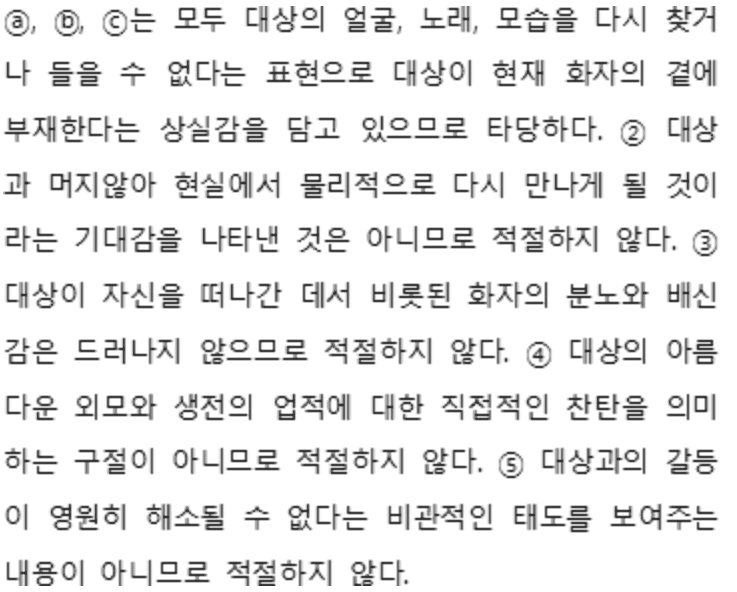 ⓐ, ⓑ, ⓒ는 모두 대상의 얼굴, 노래, 모습을 다시 찾거
나 들을 수 없다는 표현으로 대상이 현재 화자의 곁에
부재한다는 상실감을 담고 있으므로 타당하다. ② 대상
과 머지않아 현실에서 물리적으로 다시 만나게 될 것이
라는 기대감을 나타낸 것은 아니므로 적절하지 않다. ③
대상이 자신을 떠나간 데서 비롯된 화자의 분노와 배신
감은 드러나지 않으므로 적절하지 않다. ④ 대상의 아름
다운 외모와 생전의 업적에 대한 직접적인 찬탄을 의미
하는 구절이 아니므로 적절하지 않다. ⑤ 대상과의 갈등
이 영원히 해소될 수 없다는 비관적인 태도를 보여주는
내용이 아니므로 적절하지 않다.